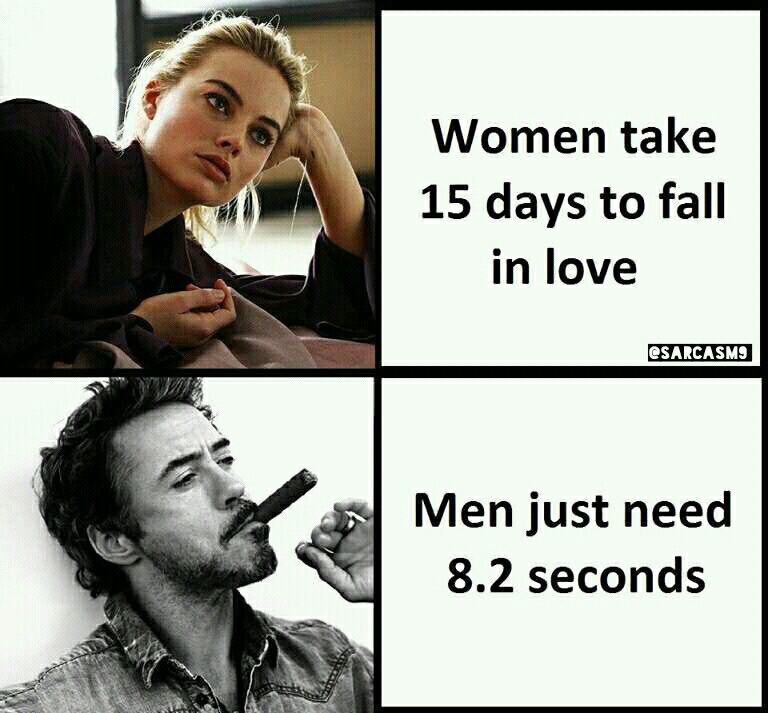 Women take
15 days to fall
in love
@SARCASM9
Men just need
8.2 seconds